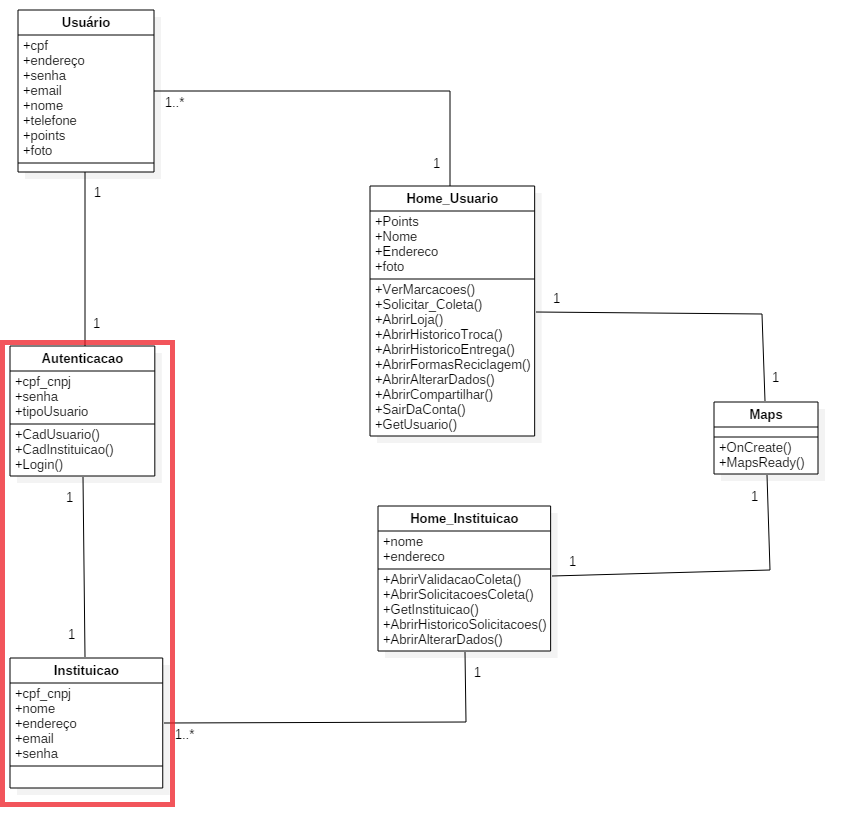 Usuário
+cpf
+endereço
+senha
+email
+nome
+telefone
+points
+foto
1..*
1
1
1
Home_Usuario
+Points
+Nome
+Endereco
+foto
+VerMarcacoes()
+Solicitar_Coleta()
+AbrirLoja()
+AbrirHistoricoTroca()
+AbrirHistoricoEntrega()
+AbrirFormasReciclagem()
+AbrirAlterarDados()
+AbrirCompartilhar()
+SairDaConta()
+GetUsuario()
1
1
Autenticacao
+cpf_cnpj
+senha
+tipoUsuario
+CadUsuario()
+CadInstituicao()
+Login()
1
1
Maps
+OnCreate()
+MapsReady()
1
1
Home_Instituicao
+nome
+endereco
+AbrirValidacaoColeta()
+AbrirSolicitacoesColeta()
+GetInstituicao()
+AbrirHistoricoSolicitacoes()
+AbrirAlterarDados()
1
Instituicao
+cpf_cnpj
+nome
+endereço
+email
+senha
1..*